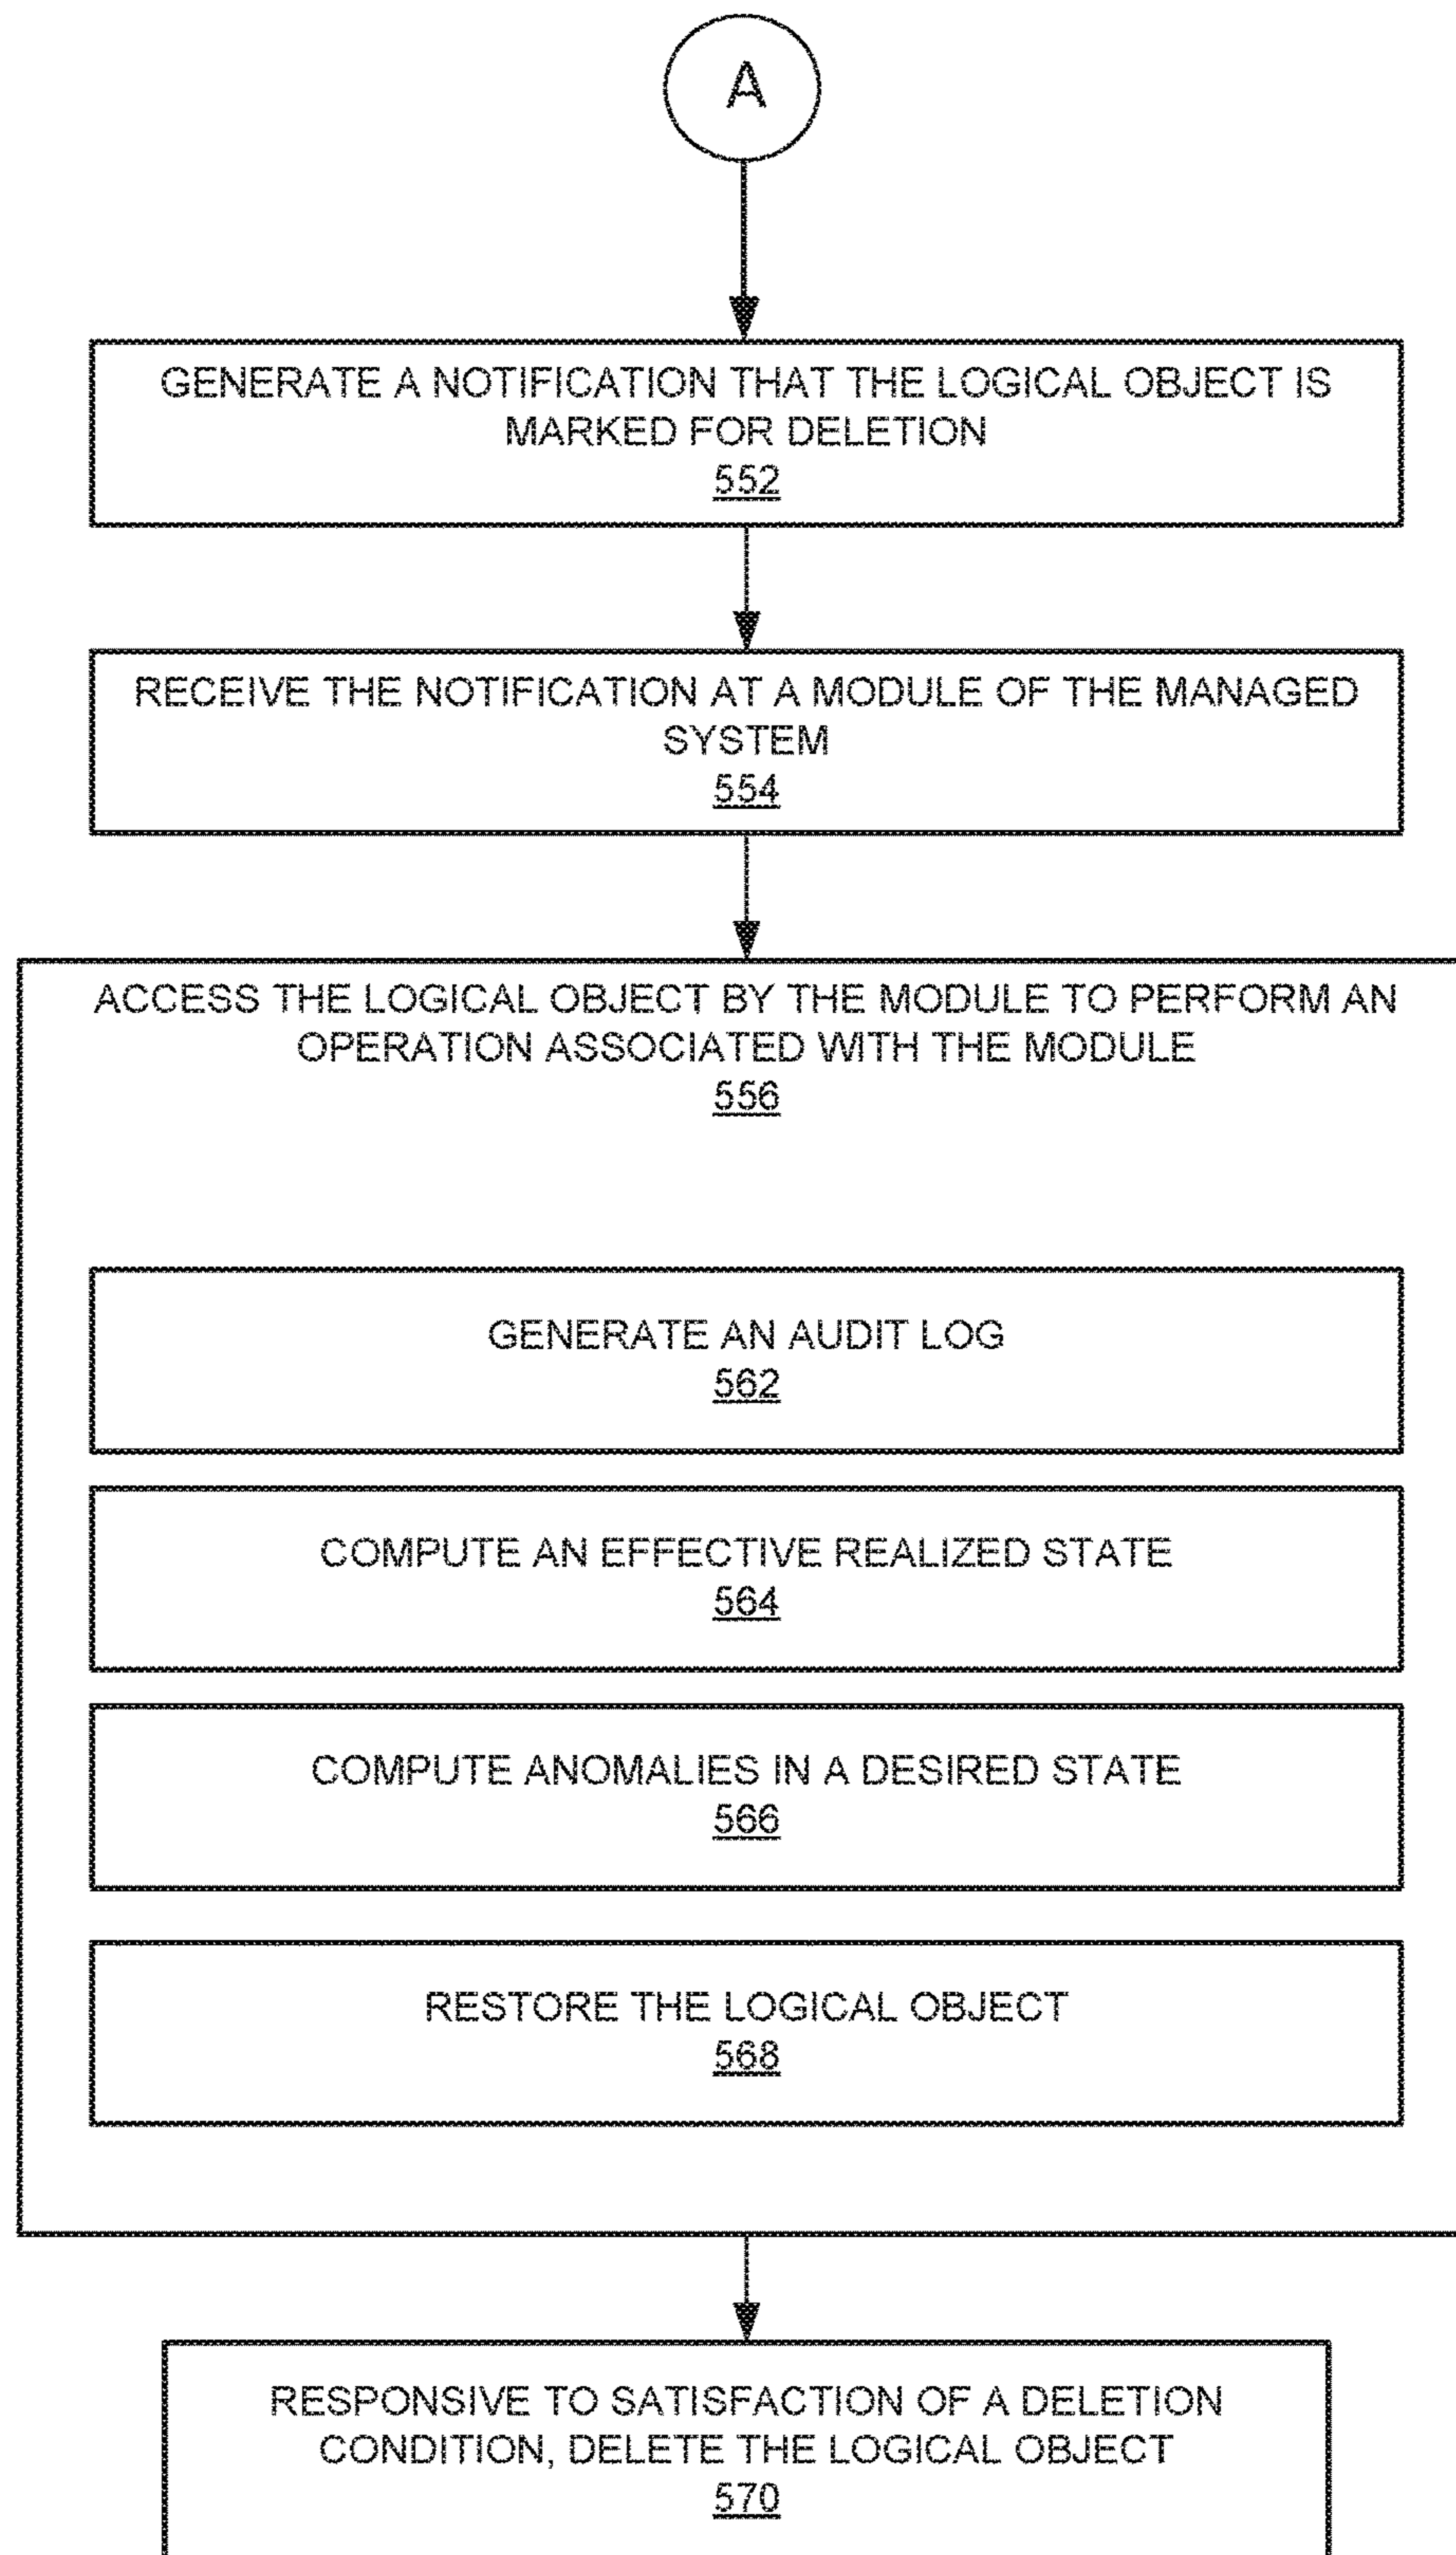 A
GENERATE A NOTIFICATION THAT THE LOGICAL OBJECT IS
MARKED FOR DELETION
552
RECEIVE THE NOTIFICATION AT A MODULE OF THE MANAGED
SYSTEM
554
ACCESS THE LOGICAL OBJECT BY THE MODULE TO PERFORM AN
OPERATION ASSOCIATED WITH THE MODULE
556
GENERATE AN AUDIT LOG
562
COMPUTE AN EFFECTIVE REALIZED STATE
564
COMPUTE ANOMALIES IN A DESIRED STATE
566
RESTORE THE LOGICAL OBJECT
568
RESPONSIVE TO SATISFACTION OF A DELETION
CONDITION, DELETE THE LOGICAL OBJECT
570